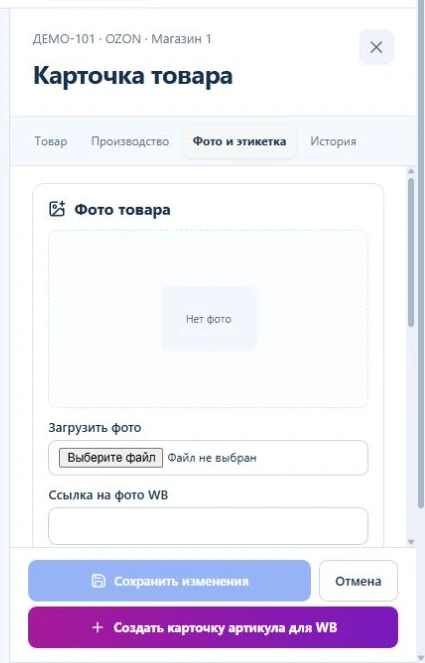 ДЕМО-101 · OZON · Магазин 1
Карточка товара
Товар Производство Фото и этикетка История
Фото товара
Нет фото
Загрузить фото
Выберите файл Файл не выбран
Ссылка на фото WB
Сохранить изменения Отмена
+ Создать карточку артикула для WB